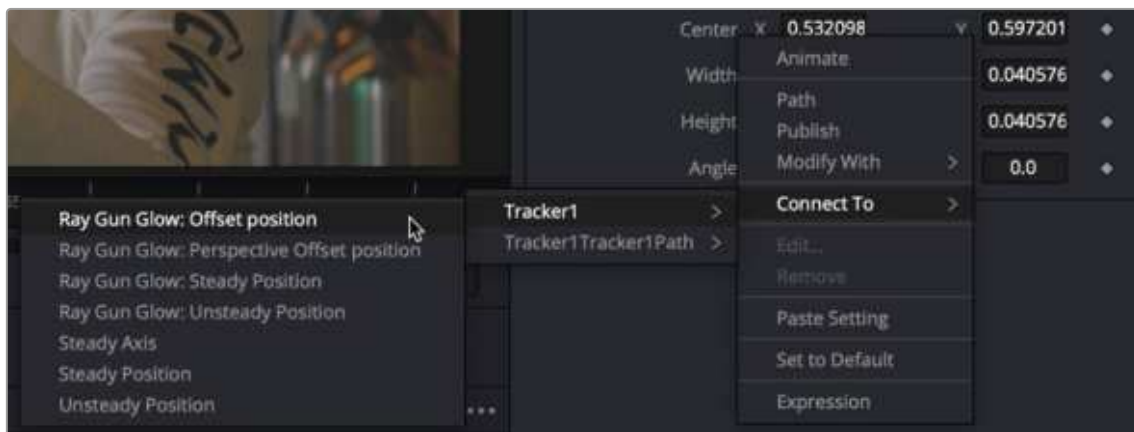 Center X 0.532098 Y 0.597201
Width 0.040576
Height 0.040576
Angle 0.0
Animate
Path
Publish
Modify With >
Connect To >
Edit...
Remove
Paste Setting
Set to Default
Expression
Tracker1 >
Tracker1Tracker1Path >
Ray Gun Glow: Offset position
Ray Gun Glow: Perspective Offset position
Ray Gun Glow: Steady Position
Ray Gun Glow: Unsteady Position
Steady Axis
Steady Position
Unsteady Position